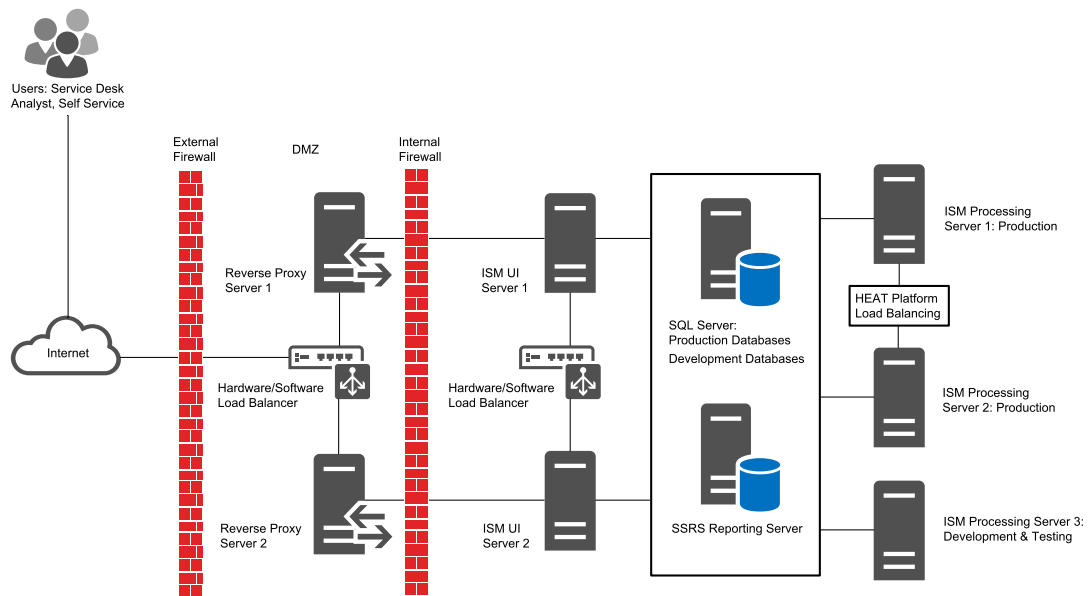 Users: Service Desk
Analyst, Self Service
External
Firewall
DMZ
Internal
Firewall
Reverse Proxy
Server 1
ISM UI
Server 1
ISM Processing
Server 1: Production
HEAT Platform
Load Balancing
SQL Server:
Production Databases
Development Databases
Internet
Hardware/Software
Load Balancer
Hardware/Software
Load Balancer
ISM Processing
Server 2: Production
Reverse Proxy
Server 2
ISM UI
Server 2
SSRS Reporting Server
ISM Processing Server 3:
Development & Testing